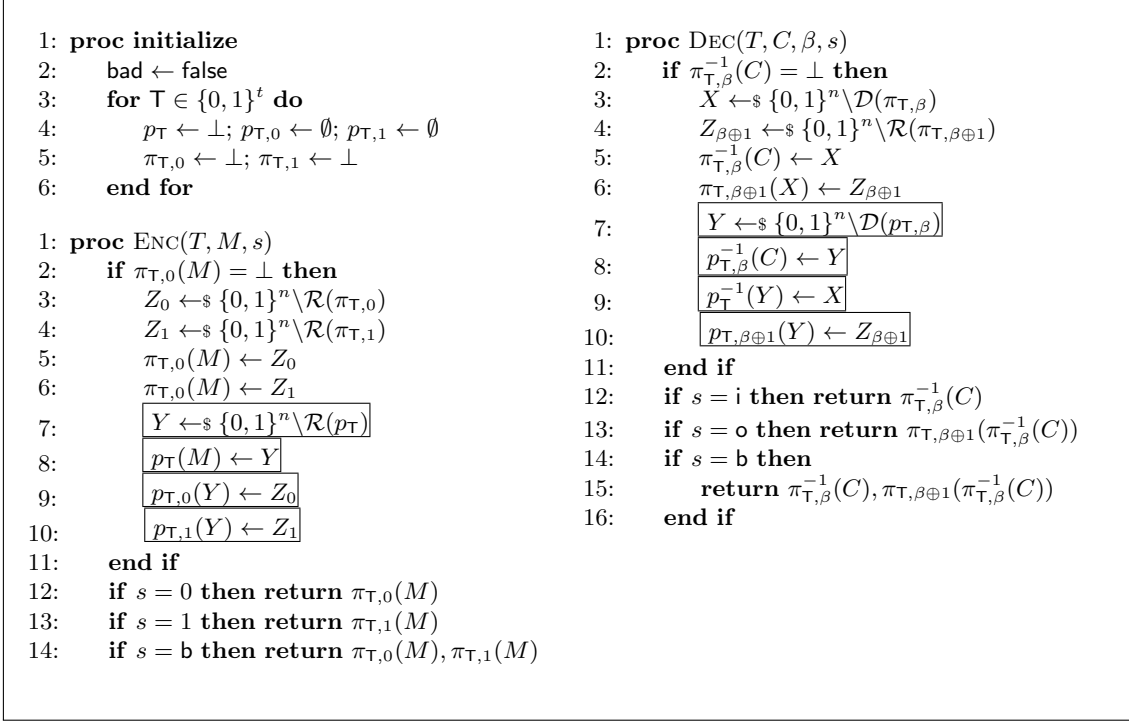 1: proc initialize
2: bad ← false
3: for T ∈ {0, 1}^t do
4: p_T ← ⊥; p_{T,0} ← ∅; p_{T,1} ← ∅
5: π_{T,0} ← ⊥; π_{T,1} ← ⊥
6: end for
1: proc ENC(T, M, s)
2: if π_{T,0}(M) = ⊥ then
3: Z_0 ←$ {0, 1}^n\R(π_{T,0})
4: Z_1 ←$ {0, 1}^n\R(π_{T,1})
5: π_{T,0}(M) ← Z_0
6: π_{T,0}(M) ← Z_1
7: Y ←$ {0, 1}^n\R(p_T)
8: p_T(M) ← Y
9: p_{T,0}(Y) ← Z_0
10: p_{T,1}(Y) ← Z_1
11: end if
12: if s = 0 then return π_{T,0}(M)
13: if s = 1 then return π_{T,1}(M)
14: if s = b then return π_{T,0}(M), π_{T,1}(M)
1: proc DEC(T, C, β, s)
2: if π^{-1}_{T,β}(C) = ⊥ then
3: X ←$ {0, 1}^n\D(π_{T,β})
4: Z_{β⊕1} ←$ {0, 1}^n\R(π_{T,β⊕1})
5: π^{-1}_{T,β}(C) ← X
6: π_{T,β⊕1}(X) ← Z_{β⊕1}
7: Y ←$ {0, 1}^n\D(p_{T,β})
8: p^{-1}_{T,β}(C) ← Y
9: p^{-1}_T(Y) ← X
10: p_{T,β⊕1}(Y) ← Z_{β⊕1}
11: end if
12: if s = i then return π^{-1}_{T,β}(C)
13: if s = o then return π_{T,β⊕1}(π^{-1}_{T,β}(C))
14: if s = b then
15: return π^{-1}_{T,β}(C), π_{T,β⊕1}(π^{-1}_{T,β}(C))
16: end if